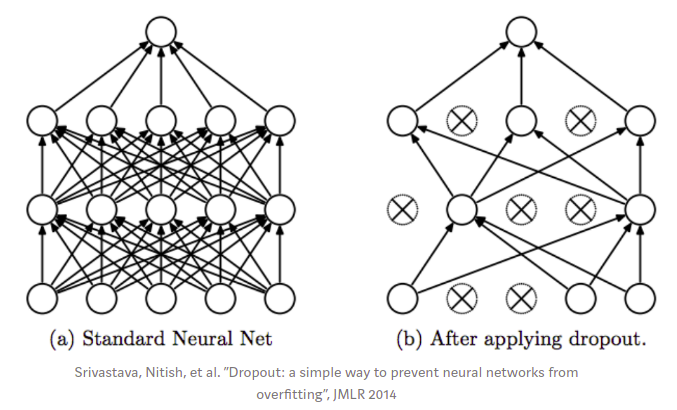 (a) Standard Neural Net
(b) After applying dropout.
Srivastava, Nitish, et al. "Dropout: a simple way to prevent neural networks from
overfitting", JMLR 2014